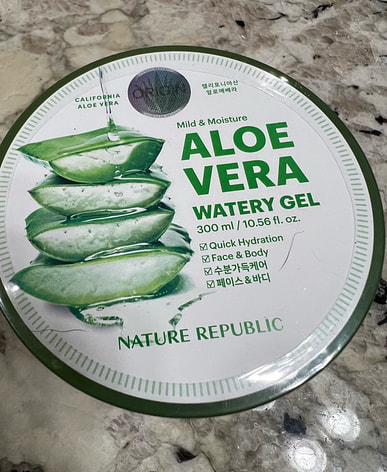 ORIGIN
CALIFORNIA
ALOE VERA
캘리포니아산
알로에베라
Mild & Moisture
ALOE
VERA
WATERY GEL
300 ml / 10.56 fl. oz.
Quick Hydration
Face & Body
수분가득케어
페이스&바디
NATURE REPUBLIC